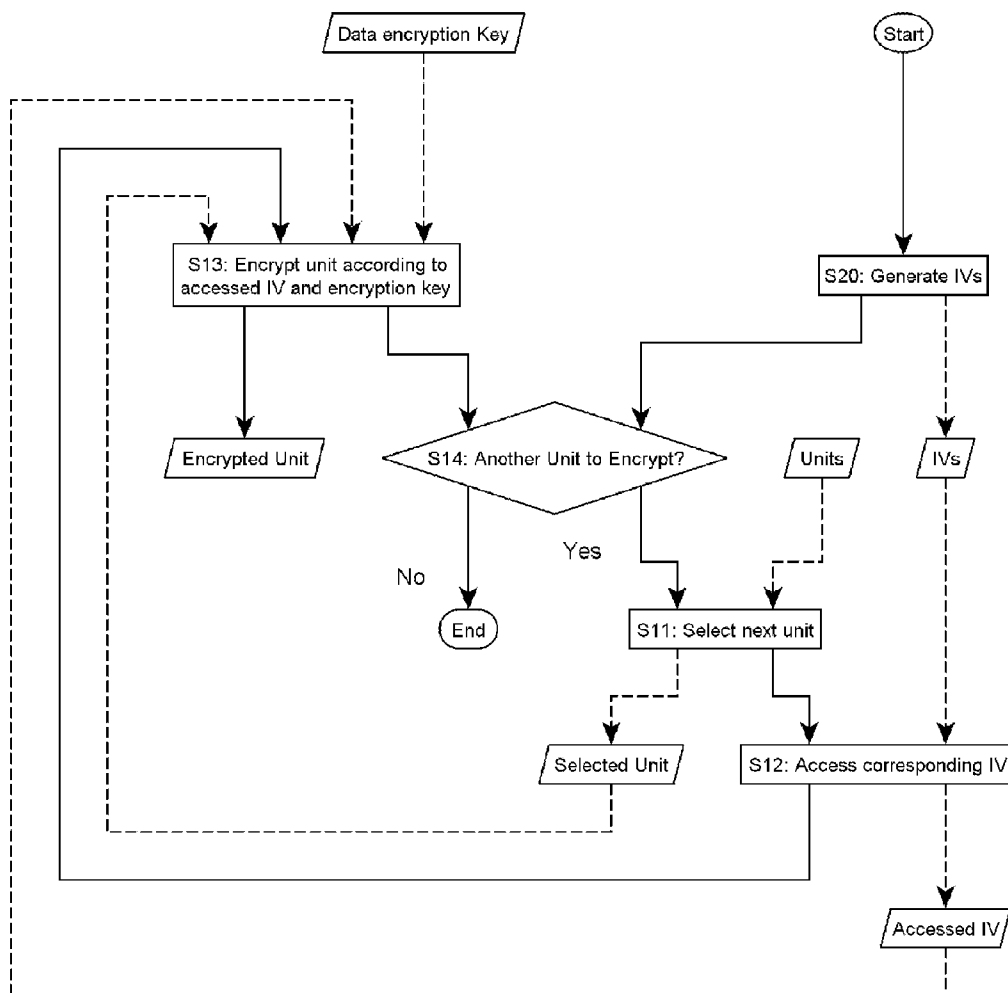 Data encryption Key
Start
S13: Encrypt unit according to
accessed IV and encryption key
S20: Generate IVs
Encrypted Unit
S14: Another Unit to Encrypt?
Units
IVs
No
Yes
End
S11: Select next unit
Selected Unit
S12: Access corresponding IV
Accessed IV